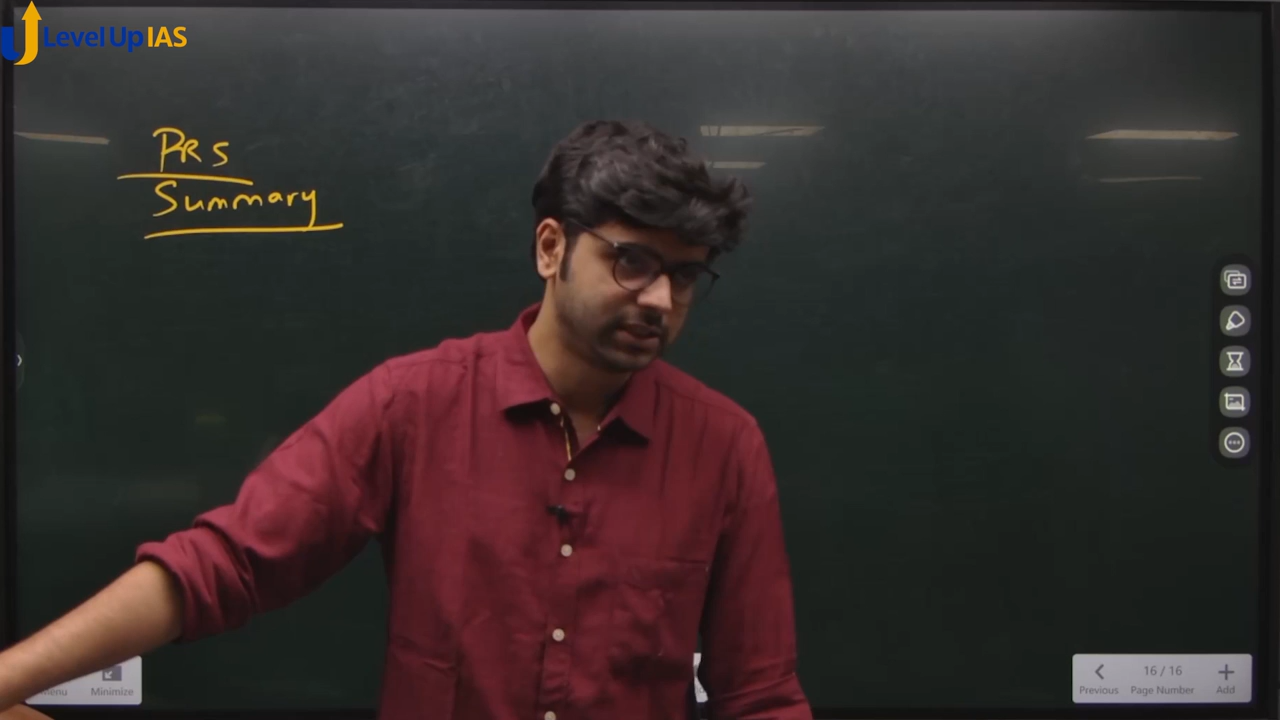 Level Up IAS
PRS
Summary
Menu
Minimize
16 / 16
Previous
Page Number
Add